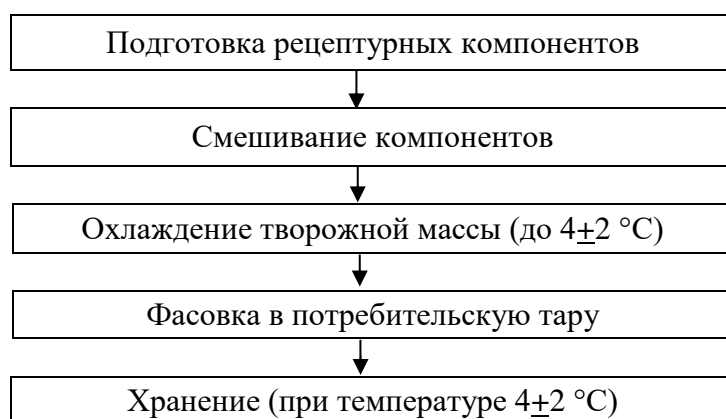 Подготовка рецептурных компонентов
Смешивание компонентов
Охлаждение творожной массы (до 4±2 °С)
Фасовка в потребительскую тару
Хранение (при температуре 4±2 °С)